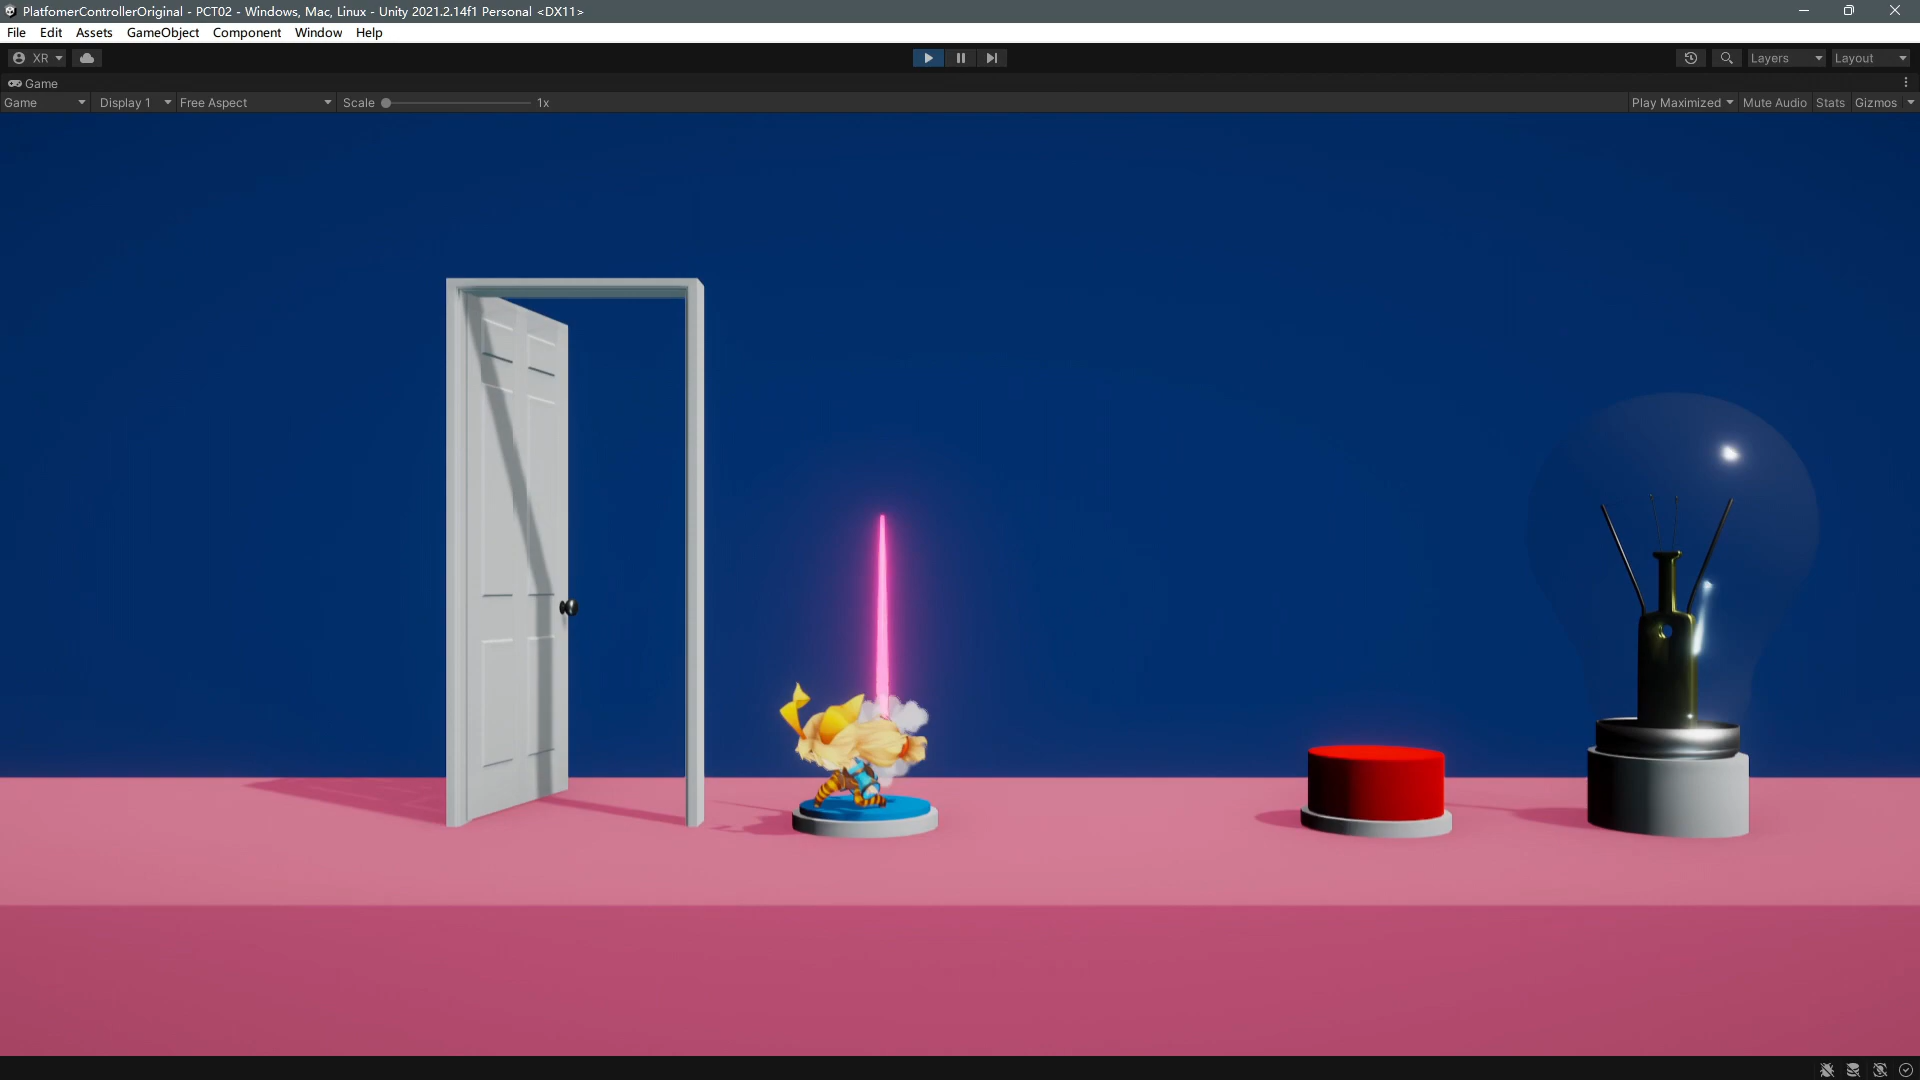 PlatfomerControllerOriginal - PCT02 - Windows, Mac, Linux - Unity 2021.2.14f1 Personal <DX11>
File Edit Assets GameObject Component Window Help
XR Layers Layout
Game
Game Display 1 Free Aspect Scale 1x Play Maximized Mute Audio Stats Gizmos